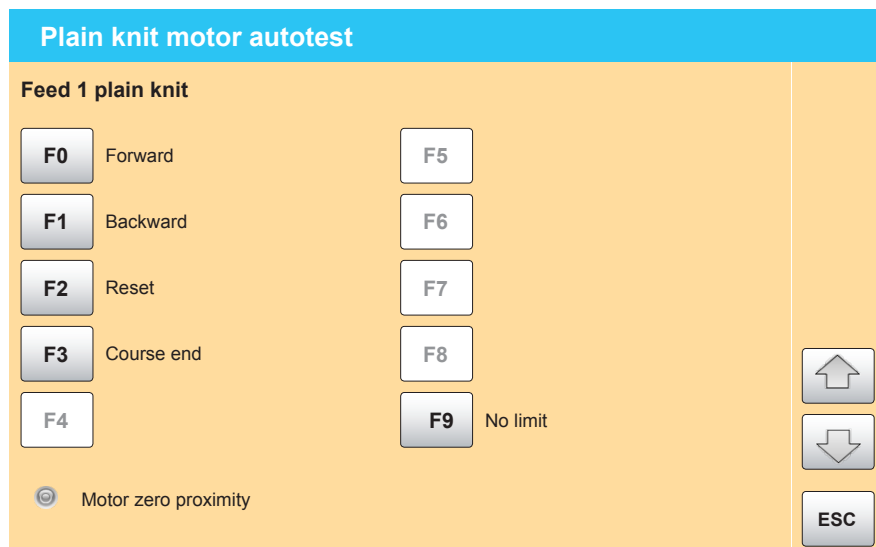 Plain knit motor autotest
Feed 1 plain knit
F0 Forward
F5
F1 Backward
F6
F2 Reset
F7
F3 Course end
F8
F4
F9 No limit
Motor zero proximity
ESC